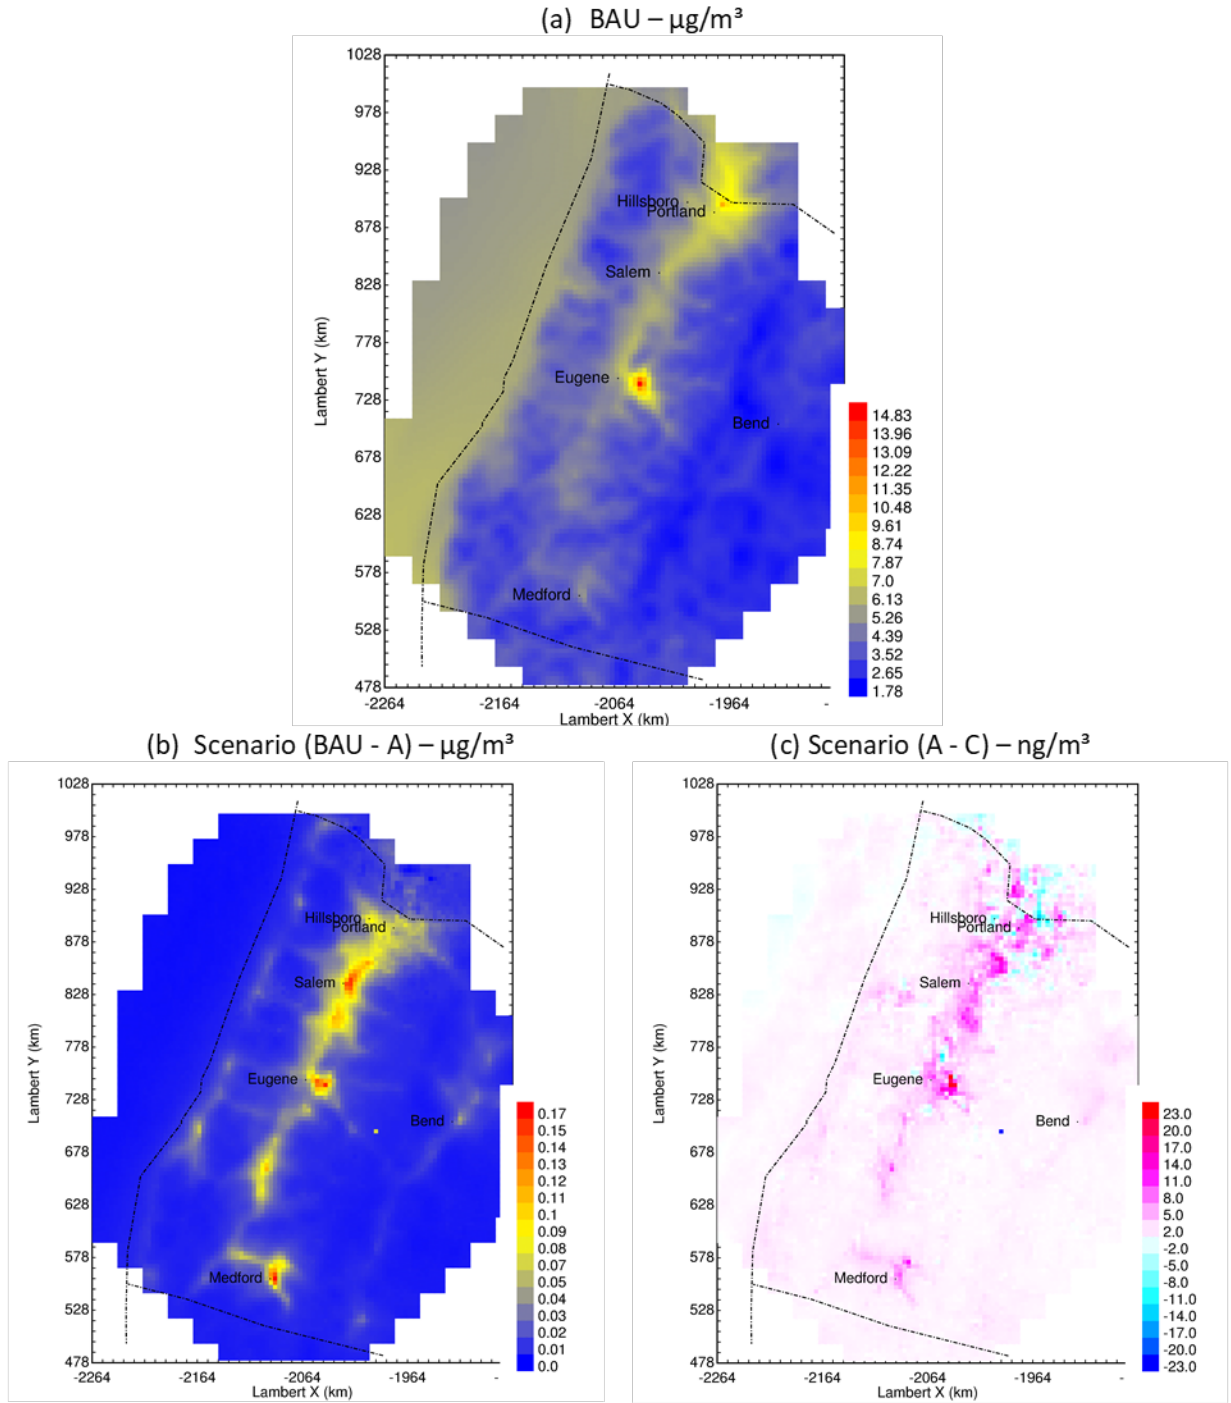 (a) BAU – µg/m³
1028
978
928
878
828
778
728
678
628
578
528
478
Lambert Y (km)
Hillsboro
Portland
Salem
Eugene
Bend
Medford
-2264 -2164 -2064 -1964 -
Lambert X (km)
14.83
13.96
13.09
12.22
11.35
10.48
9.61
8.74
7.87
7.0
6.13
5.26
4.39
3.52
2.65
1.78
(b) Scenario (BAU - A) – µg/m³
1028
978
928
878
828
778
728
678
628
578
528
478
Lambert Y (km)
Hillsboro
Portland
Salem
Eugene
Bend
Medford
-2264 -2164 -2064 -1964 -
Lambert X (km)
0.17
0.15
0.14
0.13
0.12
0.11
0.1
0.09
0.08
0.07
0.05
0.04
0.03
0.02
0.01
0.0
(c) Scenario (A - C) – ng/m³
1028
978
928
878
828
778
728
678
628
578
528
478
Lambert Y (km)
Hillsboro
Portland
Salem
Eugene
Bend
Medford
-2264 -2164 -2064 -1964 -
Lambert X (km)
23.0
20.0
17.0
14.0
11.0
8.0
5.0
2.0
-2.0
-5.0
-8.0
-11.0
-14.0
-17.0
-20.0
-23.0